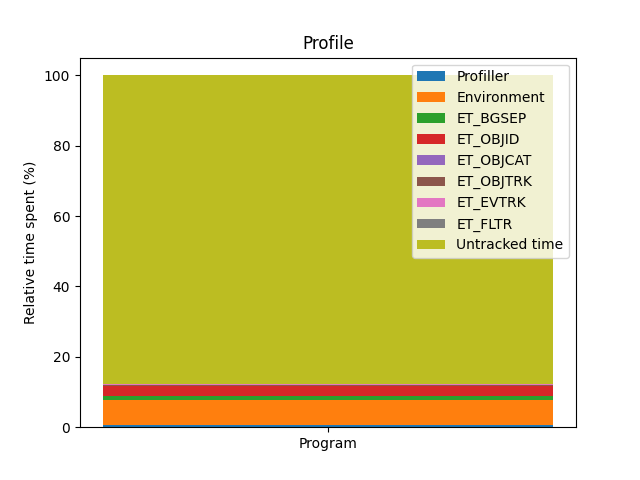 Profile
Relative time spent (%)
100
80
60
40
20
0
Program
Profiller
Environment
ET_BGSEP
ET_OBJID
ET_OBJCAT
ET_OBJTRK
ET_EVTRK
ET_FLTR
Untracked time